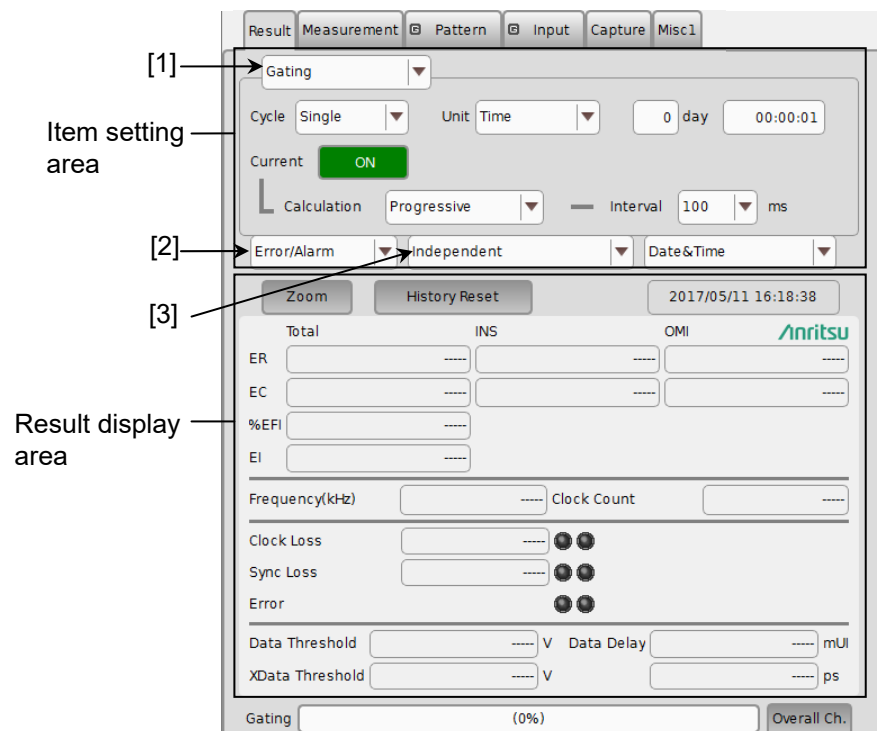 Result Measurement G Pattern G Input Capture Misc1
[1]
Gating
Item setting
area
Cycle Single Unit Time 0 day 00:00:01
Current ON
Calculation Progressive Interval 100 ms
[2]
Error/Alarm Independent Date&Time
[3]
Zoom History Reset 2017/05/11 16:18:38
Total INS OMI Anritsu
ER ----- ----- -----
EC ----- ----- -----
Result display
area
%EFI -----
EI -----
Frequency(kHz) ----- Clock Count -----
Clock Loss -----
Sync Loss -----
Error
Data Threshold ----- V Data Delay ----- mUI
XData Threshold ----- V ----- ps
Gating (0%) Overall Ch.